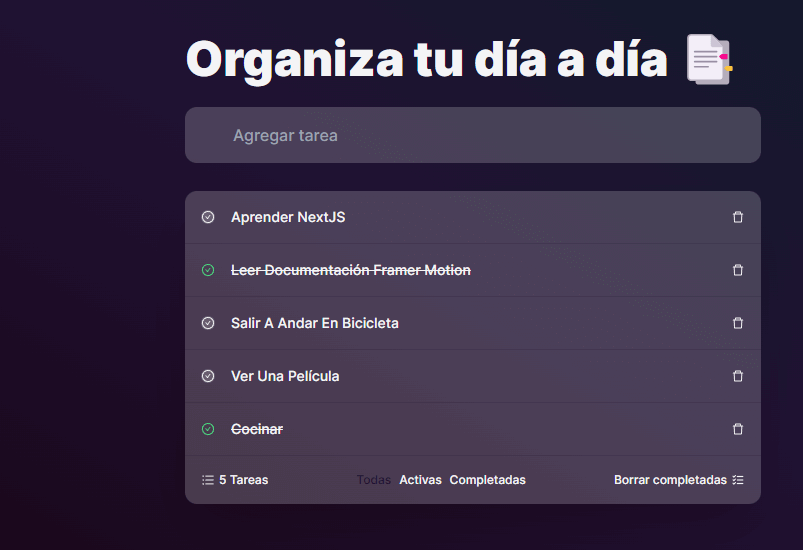 Organiza tu día a día
Agregar tarea
Aprender NextJS
Leer Documentación Framer Motion
Salir A Andar En Bicicleta
Ver Una Película
Cocinar
5 Tareas Todas Activas Completadas Borrar completadas